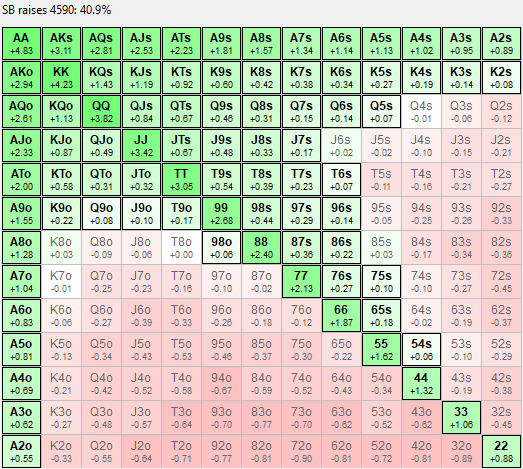 SB raises 4590: 40.9%
AA AKs AQs AJs ATs A9s A8s A7s A6s A5s A4s A3s A2s
+4.83 +3.11 +2.81 +2.53 +2.23 +1.81 +1.57 +1.34 +1.14 +1.13 +1.02 +0.95 +0.89
AKo KK KQs KJs KTs K9s K8s K7s K6s K5s K4s K3s K2s
+2.94 +4.23 +1.43 +1.19 +0.92 +0.60 +0.42 +0.38 +0.34 +0.27 +0.19 +0.14 +0.08
AQo KQo QQ QJs QTs Q9s Q8s Q7s Q6s Q5s Q4s Q3s Q2s
+2.61 +1.13 +3.82 +0.84 +0.67 +0.46 +0.31 +0.15 +0.14 +0.07 -0.01 -0.06 -0.12
AJo KJo QJo JJ JTs J9s J8s J7s J6s J5s J4s J3s J2s
+2.33 +0.87 +0.49 +3.42 +0.67 +0.48 +0.33 +0.17 +0.02 -0.02 -0.10 -0.15 -0.21
ATo KTo QTo JTo TT T9s T8s T7s T6s T5s T4s T3s T2s
+2.00 +0.58 +0.31 +0.32 +3.05 +0.54 +0.39 +0.23 +0.07 -0.11 -0.16 -0.21 -0.27
A9o K9o Q9o J9o T9o 99 98s 97s 96s 95s 94s 93s 92s
+1.55 +0.22 +0.08 +0.10 +0.17 +2.68 +0.44 +0.29 +0.14 -0.05 -0.25 -0.26 -0.33
A8o K8o Q8o J8o T8o 98o 88 87s 86s 85s 84s 83s 82s
+1.28 +0.03 -0.09 -0.06 +0.00 +0.06 +2.40 +0.36 +0.22 +0.03 -0.17 -0.34 -0.36
A7o K7o Q7o J7o T7o 97o 87o 77 76s 75s 74s 73s 72s
+1.04 -0.01 -0.25 -0.23 -0.16 -0.10 -0.02 +2.13 +0.27 +0.10 -0.10 -0.27 -0.45
A6o K6o Q6o J6o T6o 96o 86o 76o 66 65s 64s 63s 62s
+0.83 -0.06 -0.27 -0.39 -0.33 -0.26 -0.18 -0.12 +1.87 +0.18 -0.02 -0.19 -0.37
A5o K5o Q5o J5o T5o 95o 85o 75o 65o 55 54s 53s 52s
+0.81 -0.13 -0.34 -0.43 -0.53 -0.46 -0.37 -0.30 -0.22 +1.62 +0.06 -0.10 -0.29
A4o K4o Q4o J4o T4o 94o 84o 74o 64o 54o 44 43s 42s
+0.69 -0.21 -0.42 -0.52 -0.58 -0.67 -0.59 -0.52 -0.43 -0.34 +1.32 -0.19 -0.38
A3o K3o Q3o J3o T3o 93o 83o 73o 63o 53o 43o 33 32s
+0.62 -0.27 -0.48 -0.57 -0.64 -0.70 -0.77 -0.70 -0.62 -0.52 -0.62 +1.06 -0.45
A2o K2o Q2o J2o T2o 92o 82o 72o 62o 52o 42o 32o 22
+0.55 -0.33 -0.55 -0.64 -0.71 -0.77 -0.81 -0.90 -0.81 -0.72 -0.81 -0.89 +0.88